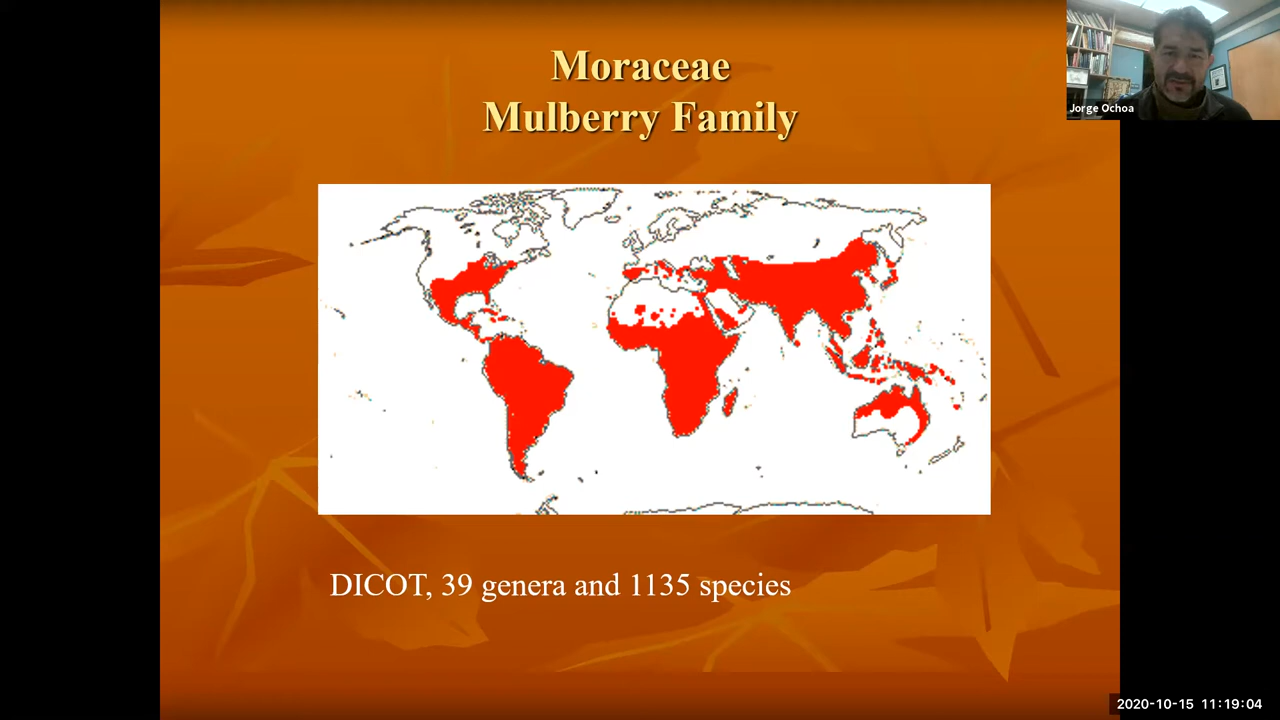 Moraceae
Mulberry Family
Jorge Ochoa
DICOT, 39 genera and 1135 species
2020-10-15 11:19:04